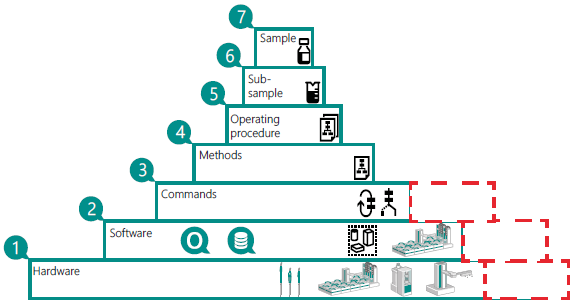 7
Sample
6
Sub-
sample
5
Operating
procedure
4
Methods
3
Commands
2
Software
O
1
Hardware